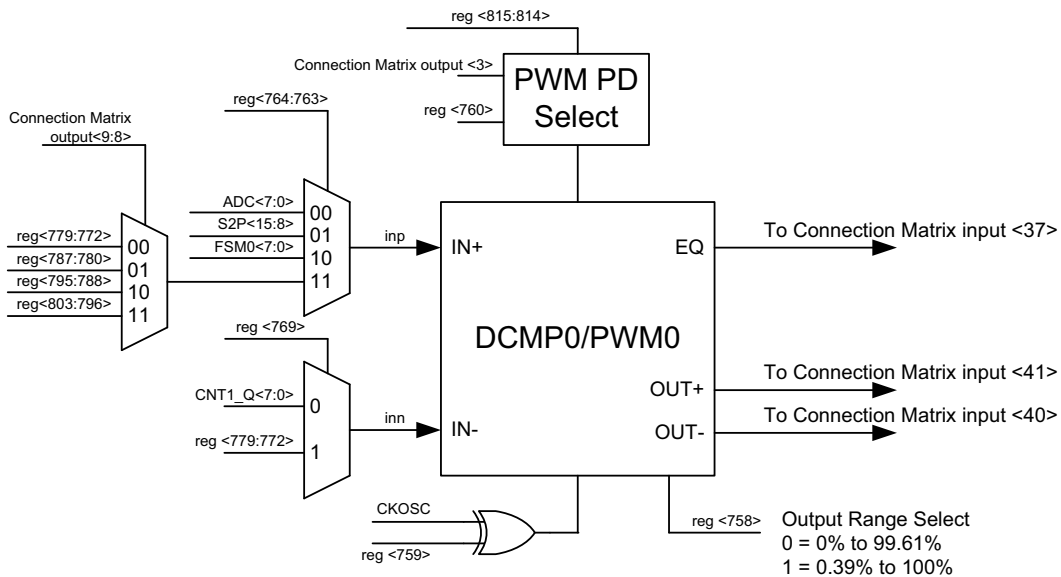 reg <815:814>
Connection Matrix output <3>
PWM PD
Select
reg <760>
reg<764:763>
Connection Matrix
output<9:8>
ADC<7:0>
S2P<15:8>
FSM0<7:0>
00
01
10
11
reg<779:772>
reg<787:780>
reg<795:788>
reg<803:796>
00
01
10
11
inp
IN+
EQ
To Connection Matrix input <37>
DCMP0/PWM0
reg <769>
CNT1_Q<7:0>
0
reg <779:772>
1
inn
IN-
OUT+
To Connection Matrix input <41>
OUT-
To Connection Matrix input <40>
CKOSC
reg <759>
reg <758>
Output Range Select
0 = 0% to 99.61%
1 = 0.39% to 100%